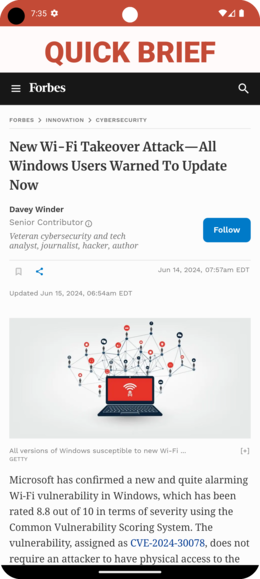 7:35
QUICK BRIEF
Forbes
FORBES > INNOVATION > CYBERSECURITY
New Wi-Fi Takeover Attack—All
Windows Users Warned To Update
Now
Davey Winder
Senior Contributor
Veteran cybersecurity and tech
analyst, journalist, hacker, author
Follow
Jun 14, 2024, 07:57am EDT
Updated Jun 15, 2024, 06:54am EDT
All versions of Windows susceptible to new Wi-Fi ... [+]
GETTY
Microsoft has confirmed a new and quite alarming
Wi-Fi vulnerability in Windows, which has been
rated 8.8 out of 10 in terms of severity using the
Common Vulnerability Scoring System. The
vulnerability, assigned as CVE-2024-30078, does not
require an attacker to have physical access to the